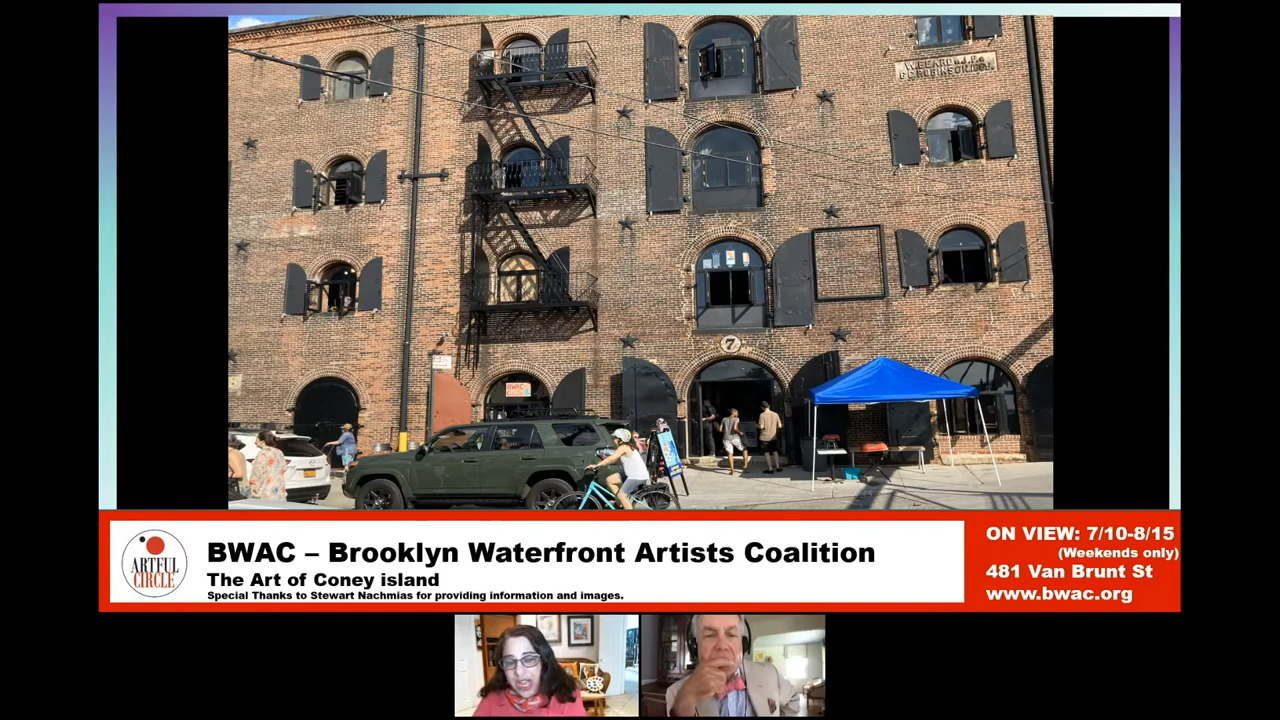 7
BWAC
ARTFUL
CIRCLE
BWAC – Brooklyn Waterfront Artists Coalition
The Art of Coney island
Special Thanks to Stewart Nachmias for providing information and images.
ON VIEW: 7/10-8/15
(Weekends only)
481 Van Brunt St
www.bwac.org